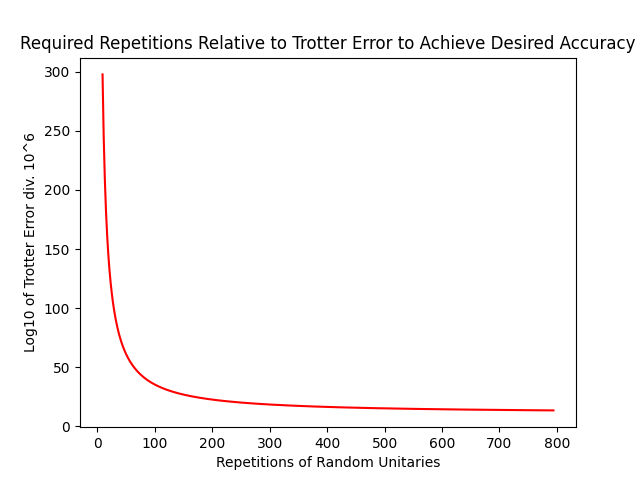 Required Repetitions Relative to Trotter Error to Achieve Desired Accuracy
300
250
200
150
100
50
0
Log10 of Trotter Error div. 10^6
0 100 200 300 400 500 600 700 800
Repetitions of Random Unitaries